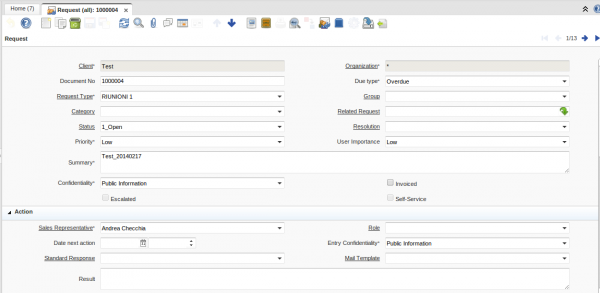 Home (7) Request (all): 1000004
Request 1/13
Client* Test Organization* *
Document No 1000004 Due type* Overdue
Request Type* RIUNIONI 1 Group
Category Related Request
Status 1_Open Resolution
Priority* Low User Importance Low
Summary* Test_20140217
Confidentiality* Public Information Invoiced
Escalated Self-Service
Action
Sales Representative* Andrea Checchia Role
Date next action 12 Entry Confidentiality* Public Information
Standard Response Mail Template
Result